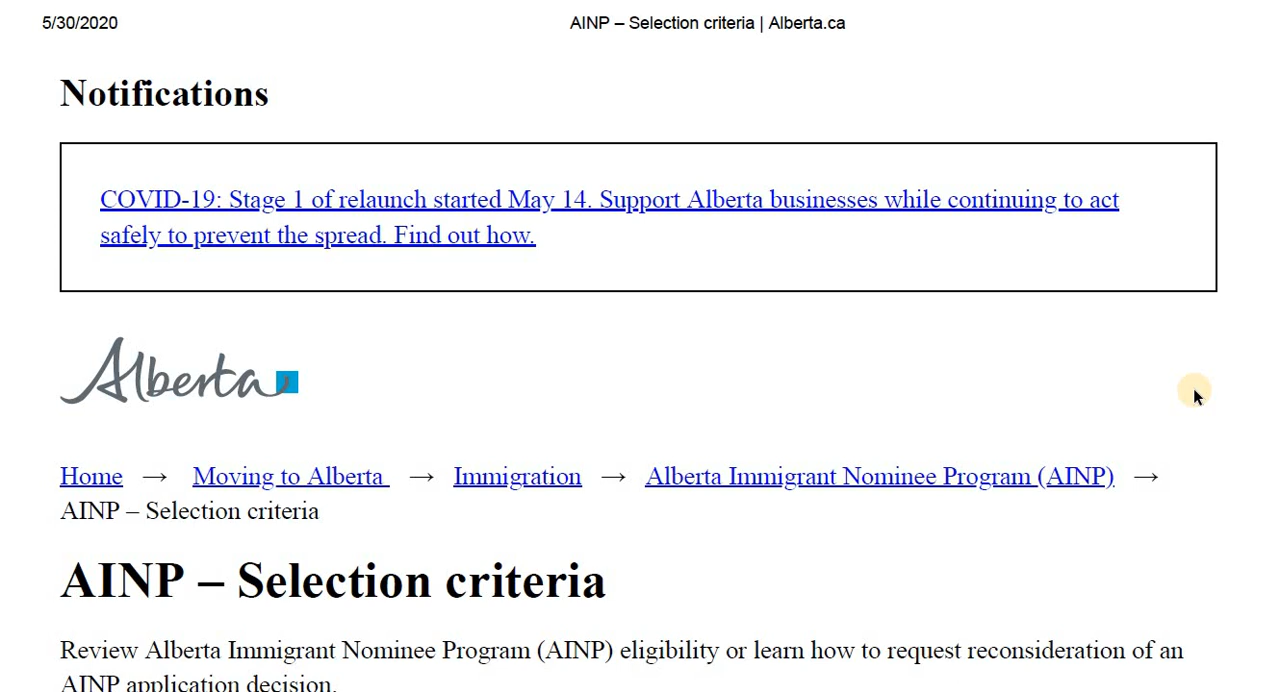 5/30/2020 AINP – Selection criteria | Alberta.ca
Notifications
COVID-19: Stage 1 of relaunch started May 14. Support Alberta businesses while continuing to act
safely to prevent the spread. Find out how.
Alberta
Home → Moving to Alberta → Immigration → Alberta Immigrant Nominee Program (AINP) →
AINP – Selection criteria
AINP – Selection criteria
Review Alberta Immigrant Nominee Program (AINP) eligibility or learn how to request reconsideration of an
AINP application decision.